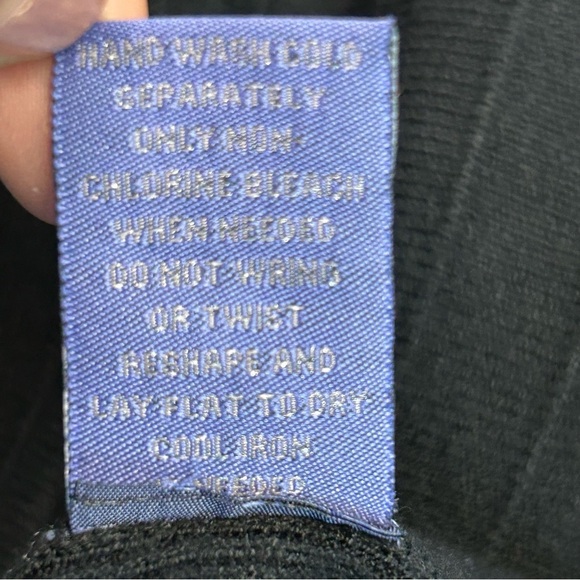 HAND WASH COLD
SEPARATELY
ONLY NON-
CHLORINE BLEACH
WHEN NEEDED
DO NOT WRING
OR TWIST
RESHAPE AND
LAY FLAT TO DRY
COOL IRON
NEEDED